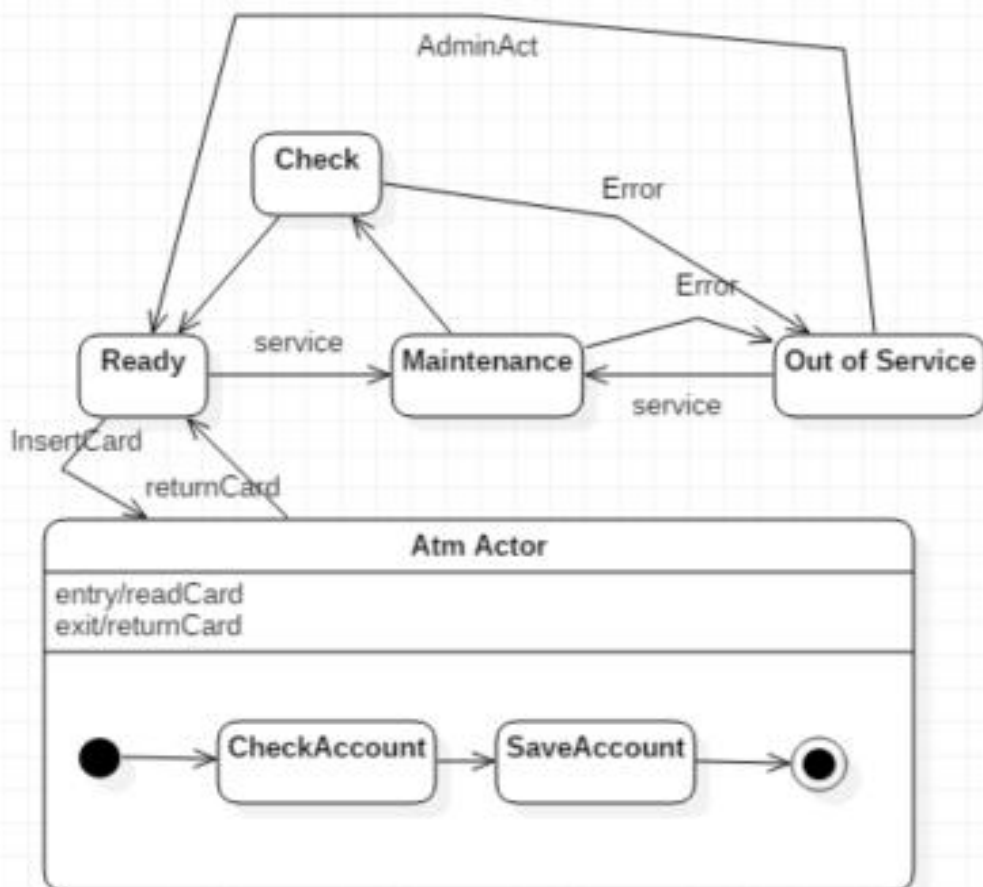 AdminAct
Check
Error
Error
service
Ready
Maintenance
Out of Service
service
InsertCard
returnCard
Atm Actor
entry/readCard
exit/returnCard
CheckAccount
SaveAccount